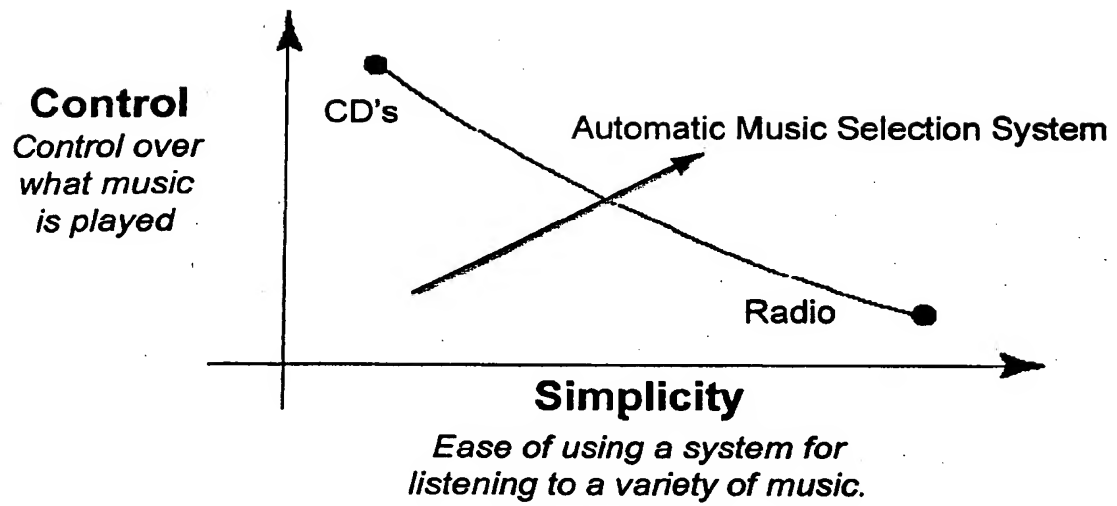 Control
Control over
what music
is played
CD's
Automatic Music Selection System
Radio
Simplicity
Ease of using a system for
listening to a variety of music.